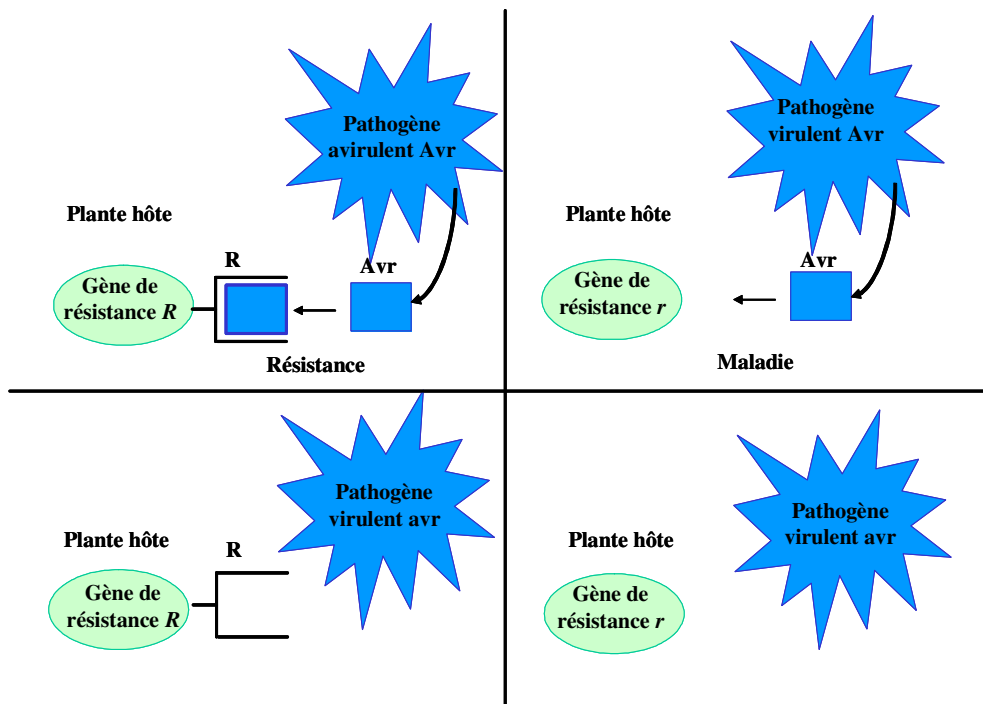 Pathogène
avirulent Avr
Plante hôte
R
Avr
Gène de
résistance R
Résistance
Pathogène
virulent Avr
Plante hôte
Avr
Gène de
résistance r
Maladie
Pathogène
virulent avr
Plante hôte
R
Gène de
résistance R
Pathogène
virulent avr
Plante hôte
Gène de
résistance r